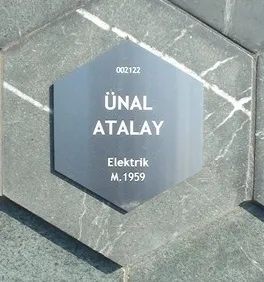 002122
ÜNAL
ATALAY
Elektrik
M.1959